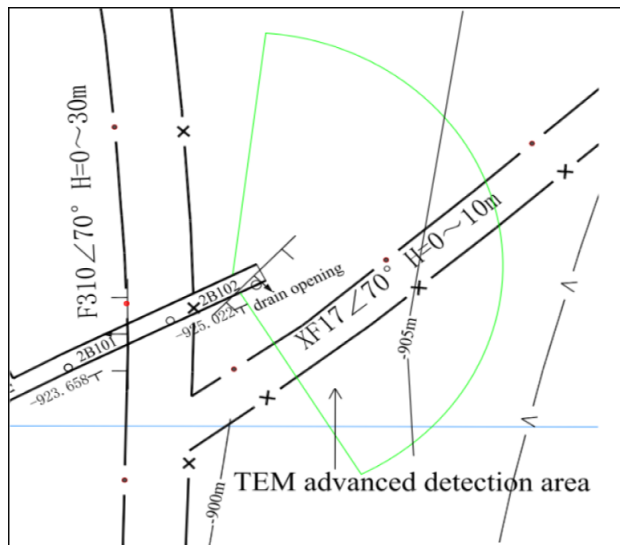 F310∠70° H=0～30m
XF17∠70° H=0～10m
2B102
drain opening
-925.022
2B101
-923.658
-905m
-900m
TEM advanced detection area